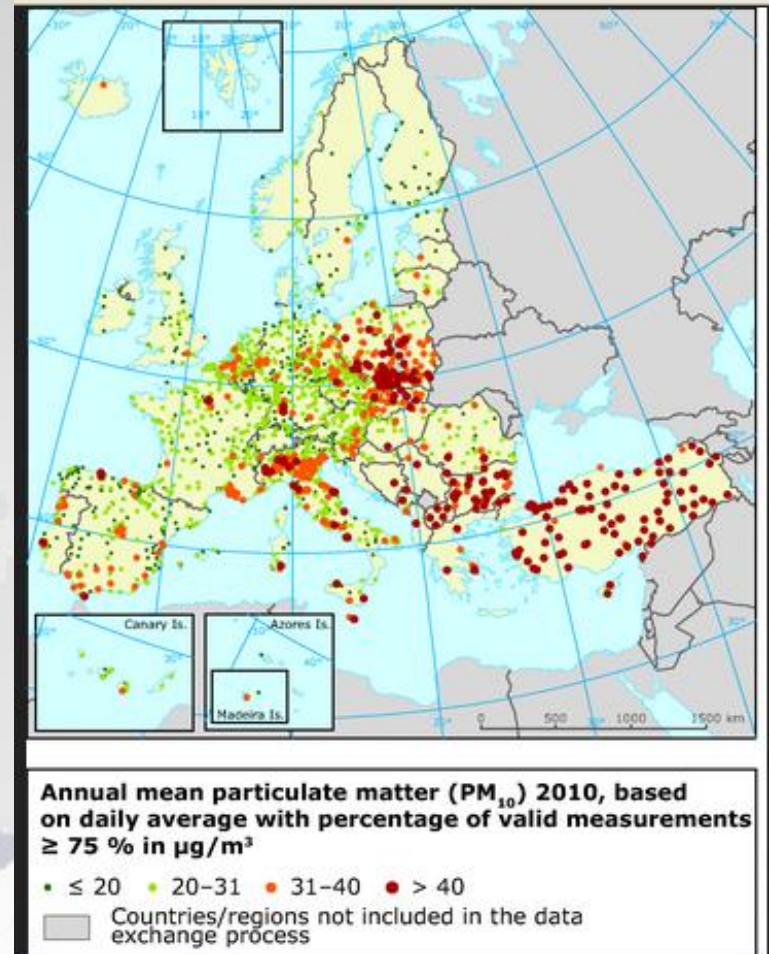 Canary Is.
Azores Is.
Madeira Is.
0 500 1000 1500 km
Annual mean particulate matter (PM₁₀) 2010, based
on daily average with percentage of valid measurements
≥ 75 % in µg/m³
≤ 20 20–31 31–40 > 40
Countries/regions not included in the data
exchange process